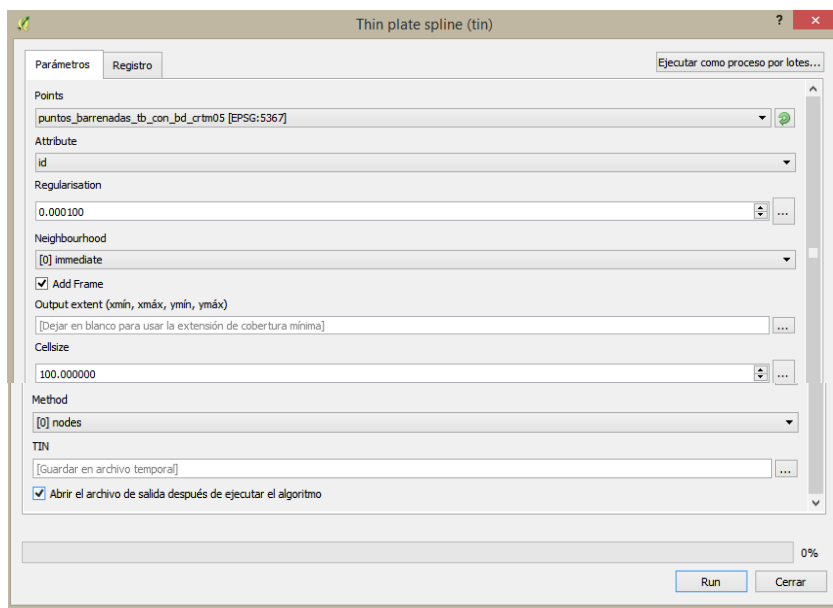 Thin plate spline (tin)
?
×
Parámetros
Registro
Ejecutar como proceso por lotes...
Points
puntos_barrenadas_tb_con_bd_crtm05 [EPSG:5367]
Attribute
id
Regularisation
0.000100
...
Neighbourhood
[0] immediate
Add Frame
Output extent (xmín, xmáx, ymín, ymáx)
[Dejar en blanco para usar la extensión de cobertura mínima]
...
Cellsize
100.000000
...
Method
[0] nodes
TIN
[Guardar en archivo temporal]
...
Abrir el archivo de salida después de ejecutar el algoritmo
0%
Run
Cerrar